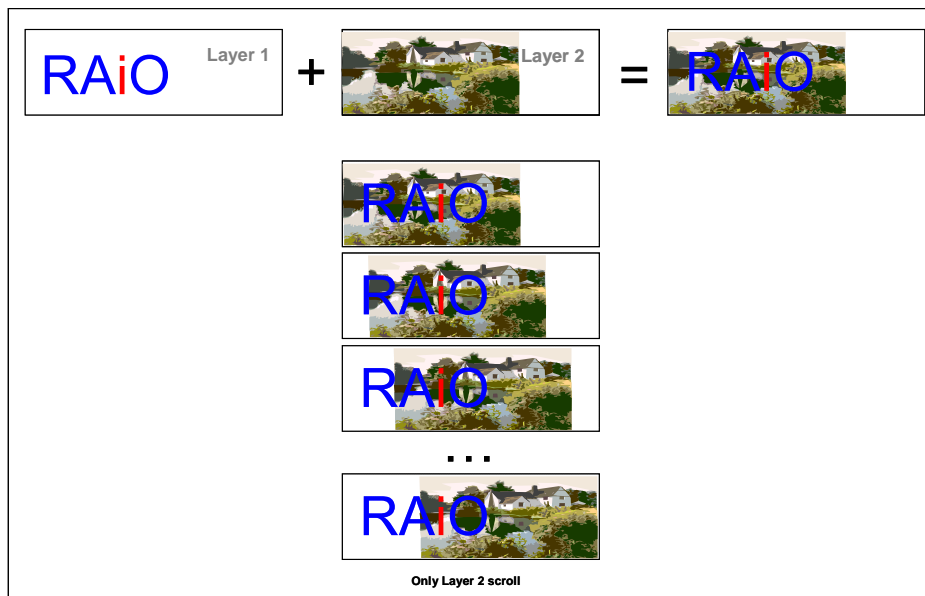 RAiO Layer 1 + Layer 2 = RAiO
RAiO
RAiO
RAiO
...
RAiO
Only Layer 2 scroll